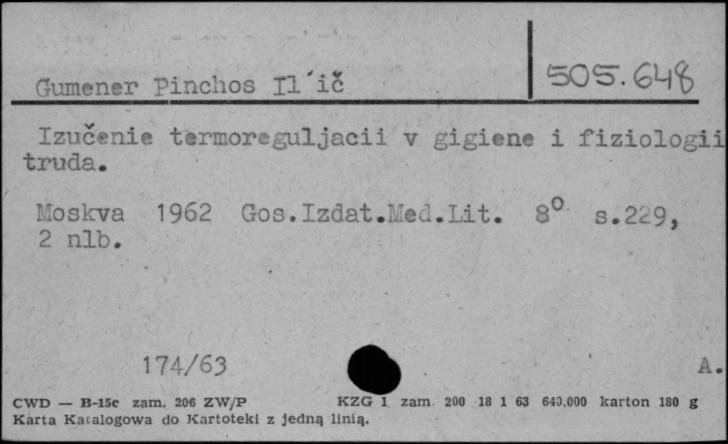 Gumener Pinchos Il´ič
505.648
Izučenie termoreguljacii v gigiene i fiziologii
truda.
Moskva 1962 Gos.Izdat.Med.Lit. 8° s.229,
2 nlb.
174/63
A.
CWD — B-15c zam. 206 ZW/P KZG 1 zam. 200 18 1 63 640.000 karton 180 g
Karta Katalogowa do Kartoteki z jedną linią.